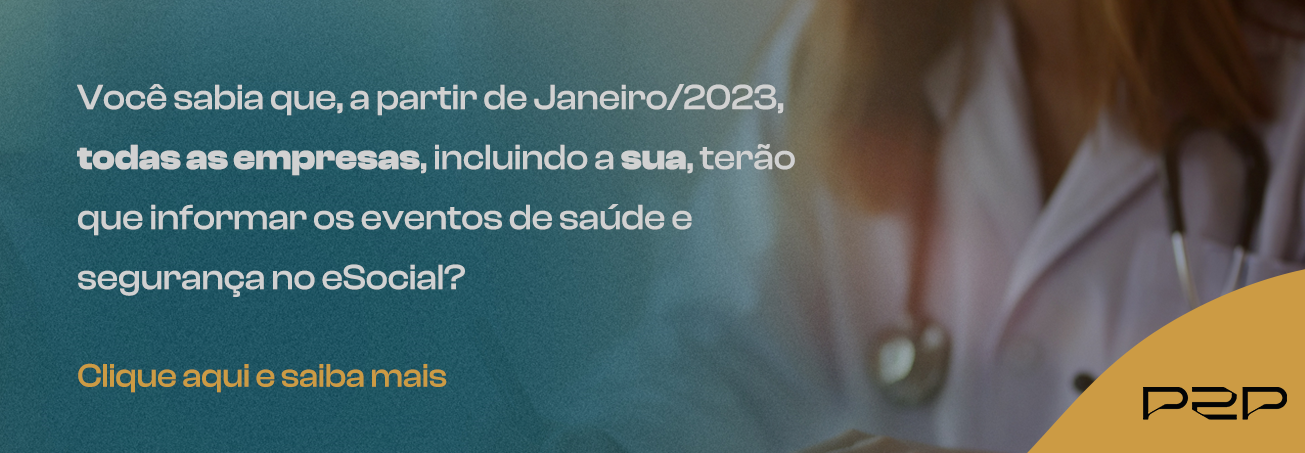 Você sabia que, a partir de Janeiro/2023,
todas as empresas, incluindo a sua, terão
que informar os eventos de saúde e
segurança no eSocial?
Clique aqui e saiba mais
P2P